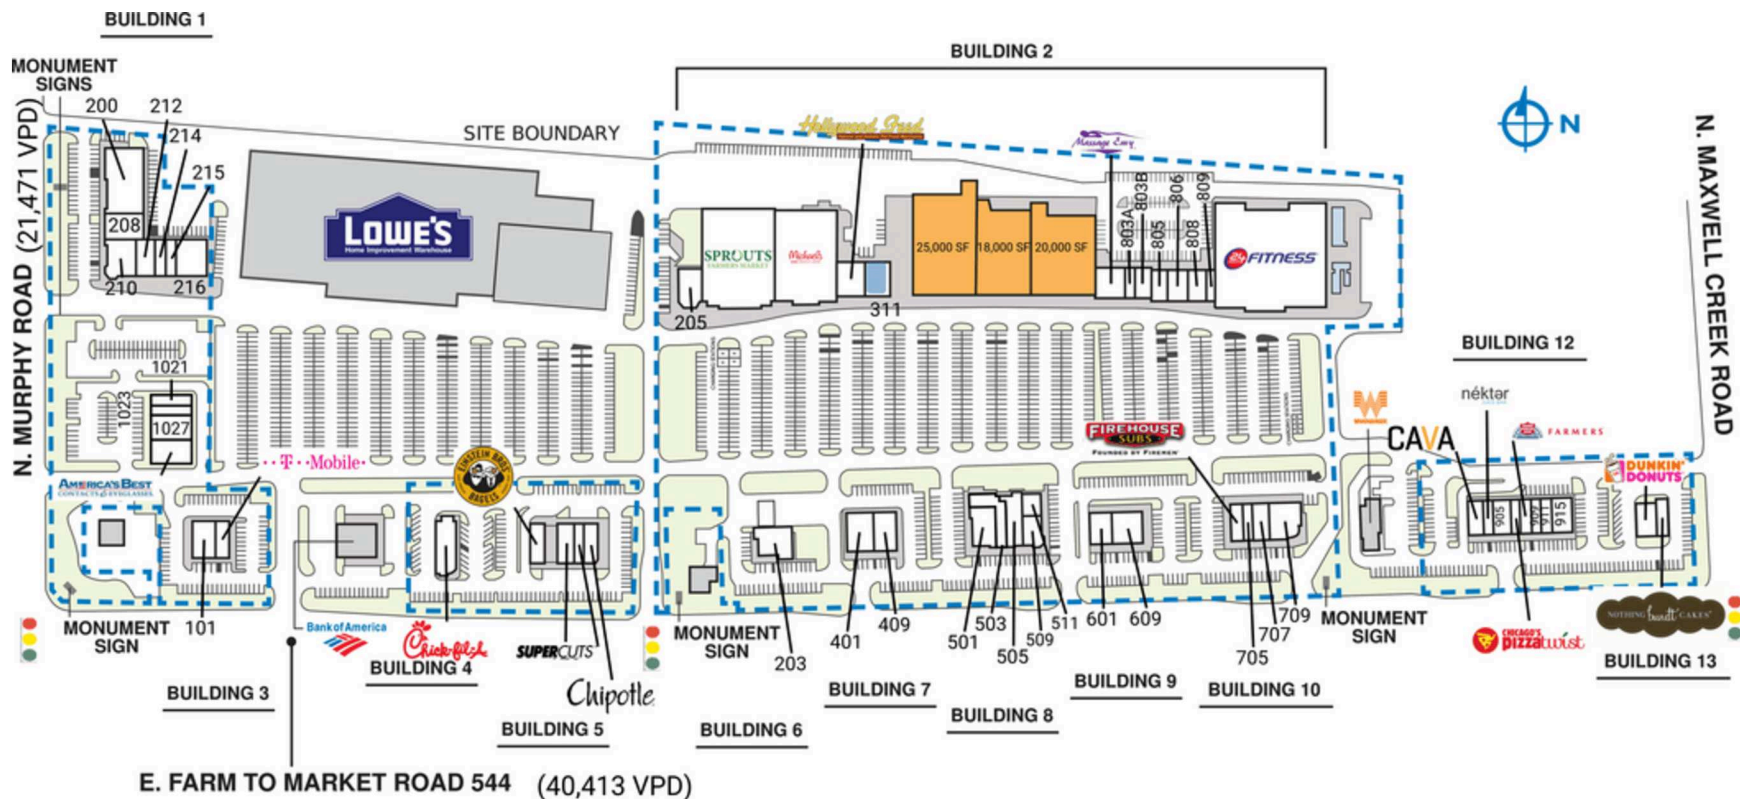 BUILDING 1
BUILDING 2
MONUMENT
SIGNS
200
212
214
215
SITE BOUNDARY
Hollywood Feed
Massage Envy
N
N. MURPHY ROAD (21,471 VPD)
N. MAXWELL CREEK ROAD
208
210
216
LOWE'S
Home Improvement Warehouse
SPROUTS
FARMERS MARKET
Michaels
25,000 SF
18,000 SF
20,000 SF
803A
803B
805
806
808
809
24 FITNESS
205
311
BUILDING 12
1021
1023
1027
AMERICA'S BEST
CONTACTS & EYEGLASSES
T Mobile
EINSTEIN BROS
BAGELS
FIREHOUSE
SUBS
FOUNDED BY FIREMEN
W
CAVA
néktər
FARMERS
DUNKIN'
DONUTS
905
909
911
915
101
MONUMENT
SIGN
Bank of America
Chick-fil-A
BUILDING 4
SUPERCUTS
Chipotle
MONUMENT
SIGN
203
401
409
501
503
505
509
511
601
609
705
707
709
MONUMENT
SIGN
CHICAGO'S
pizza twist
NOTHING bundt CAKES
BUILDING 13
BUILDING 3
BUILDING 5
BUILDING 6
BUILDING 7
BUILDING 8
BUILDING 9
BUILDING 10
E. FARM TO MARKET ROAD 544 (40,413 VPD)